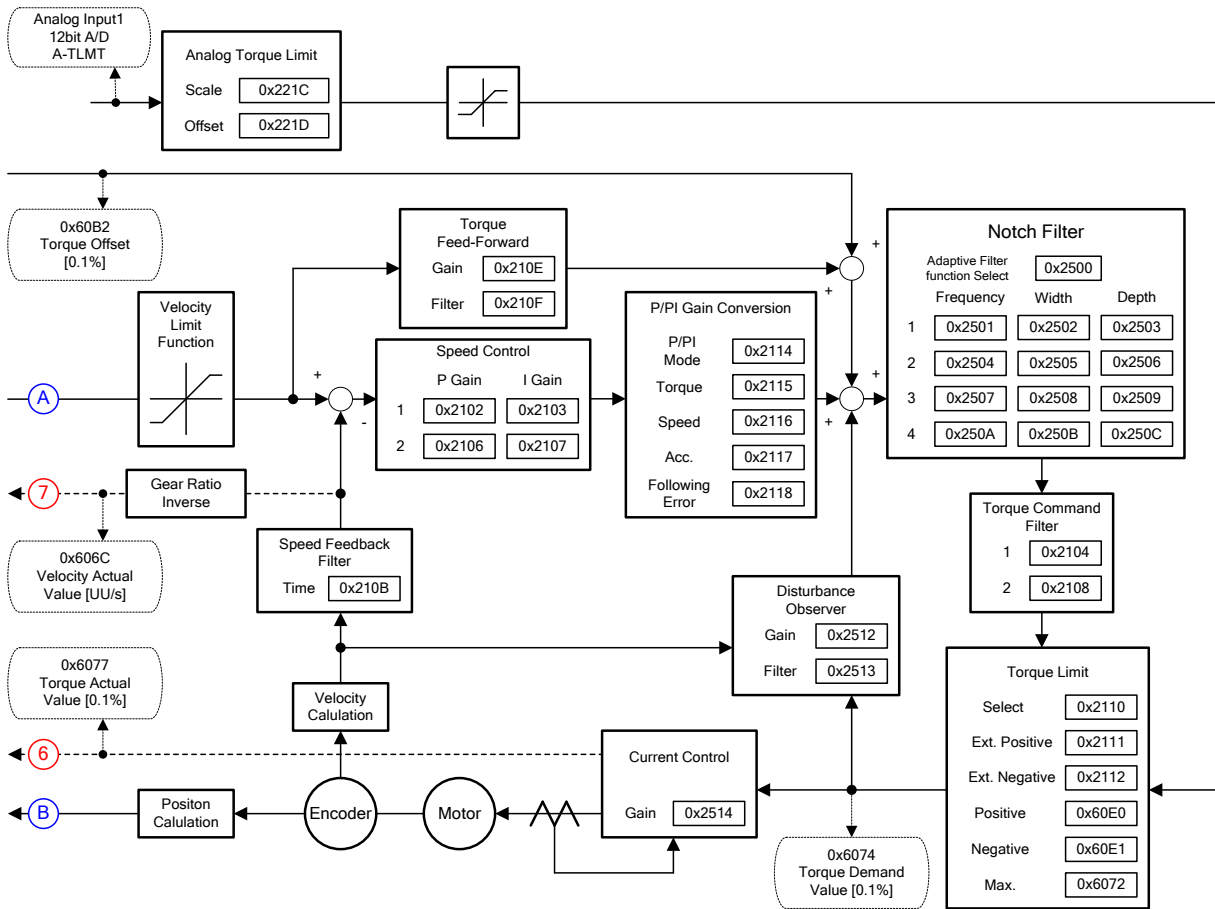 Analog Input1
12bit A/D
A-TLMT
Analog Torque Limit
Scale 0x221C
Offset 0x221D
0x60B2
Torque Offset
[0.1%]
Torque
Feed-Forward
Gain 0x210E
Filter 0x210F
+
+
Notch Filter
Adaptive Filter
function Select 0x2500
Frequency Width Depth
1 0x2501 0x2502 0x2503
2 0x2504 0x2505 0x2506
3 0x2507 0x2508 0x2509
4 0x250A 0x250B 0x250C
Velocity
Limit
Function
A
+
-
Speed Control
P Gain I Gain
1 0x2102 0x2103
2 0x2106 0x2107
P/PI Gain Conversion
P/PI
Mode 0x2114
Torque 0x2115
Speed 0x2116
Acc. 0x2117
Following
Error 0x2118
+
+
7
Gear Ratio
Inverse
0x606C
Velocity Actual
Value [UU/s]
Speed Feedback
Filter
Time 0x210B
Torque Command
Filter
1 0x2104
2 0x2108
Disturbance
Observer
Gain 0x2512
Filter 0x2513
0x6077
Torque Actual
Value [0.1%]
Velocity
Calulation
6
B
Positon
Calulation
Encoder
Motor
Current Control
Gain 0x2514
0x6074
Torque Demand
Value [0.1%]
Torque Limit
Select 0x2110
Ext. Positive 0x2111
Ext. Negative 0x2112
Positive 0x60E0
Negative 0x60E1
Max. 0x6072